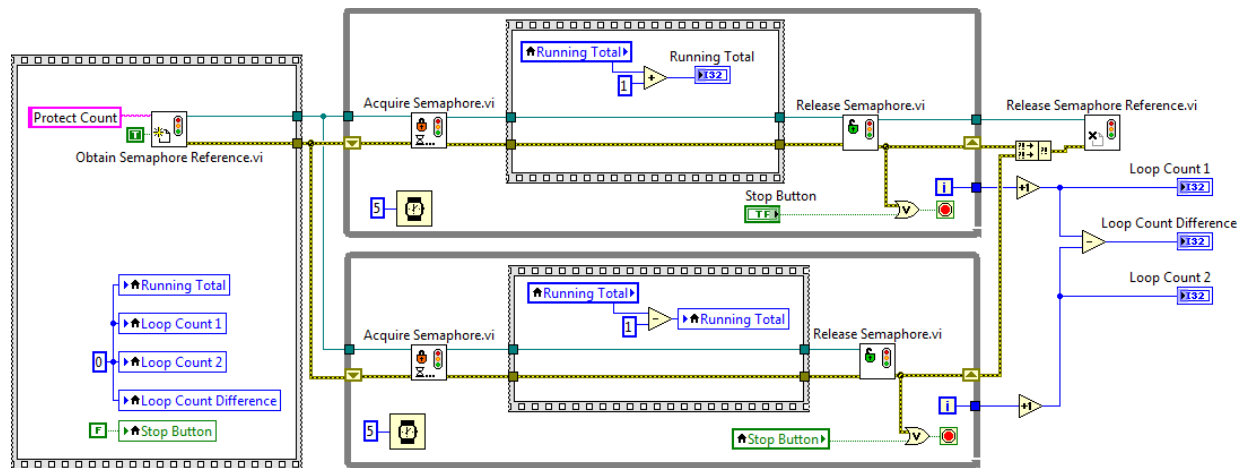 Protect Count
T
Obtain Semaphore Reference.vi
Running Total
Loop Count 1
0
Loop Count 2
Loop Count Difference
F
Stop Button
Acquire Semaphore.vi
Running Total
1
+
Running Total
I32
Release Semaphore.vi
5
Stop Button
TF
V
i
Acquire Semaphore.vi
Running Total
1
-
Running Total
Release Semaphore.vi
5
Stop Button
V
i
Release Semaphore Reference.vi
?!
?!
?!
+1
Loop Count 1
I32
Loop Count Difference
-
I32
Loop Count 2
I32
+1